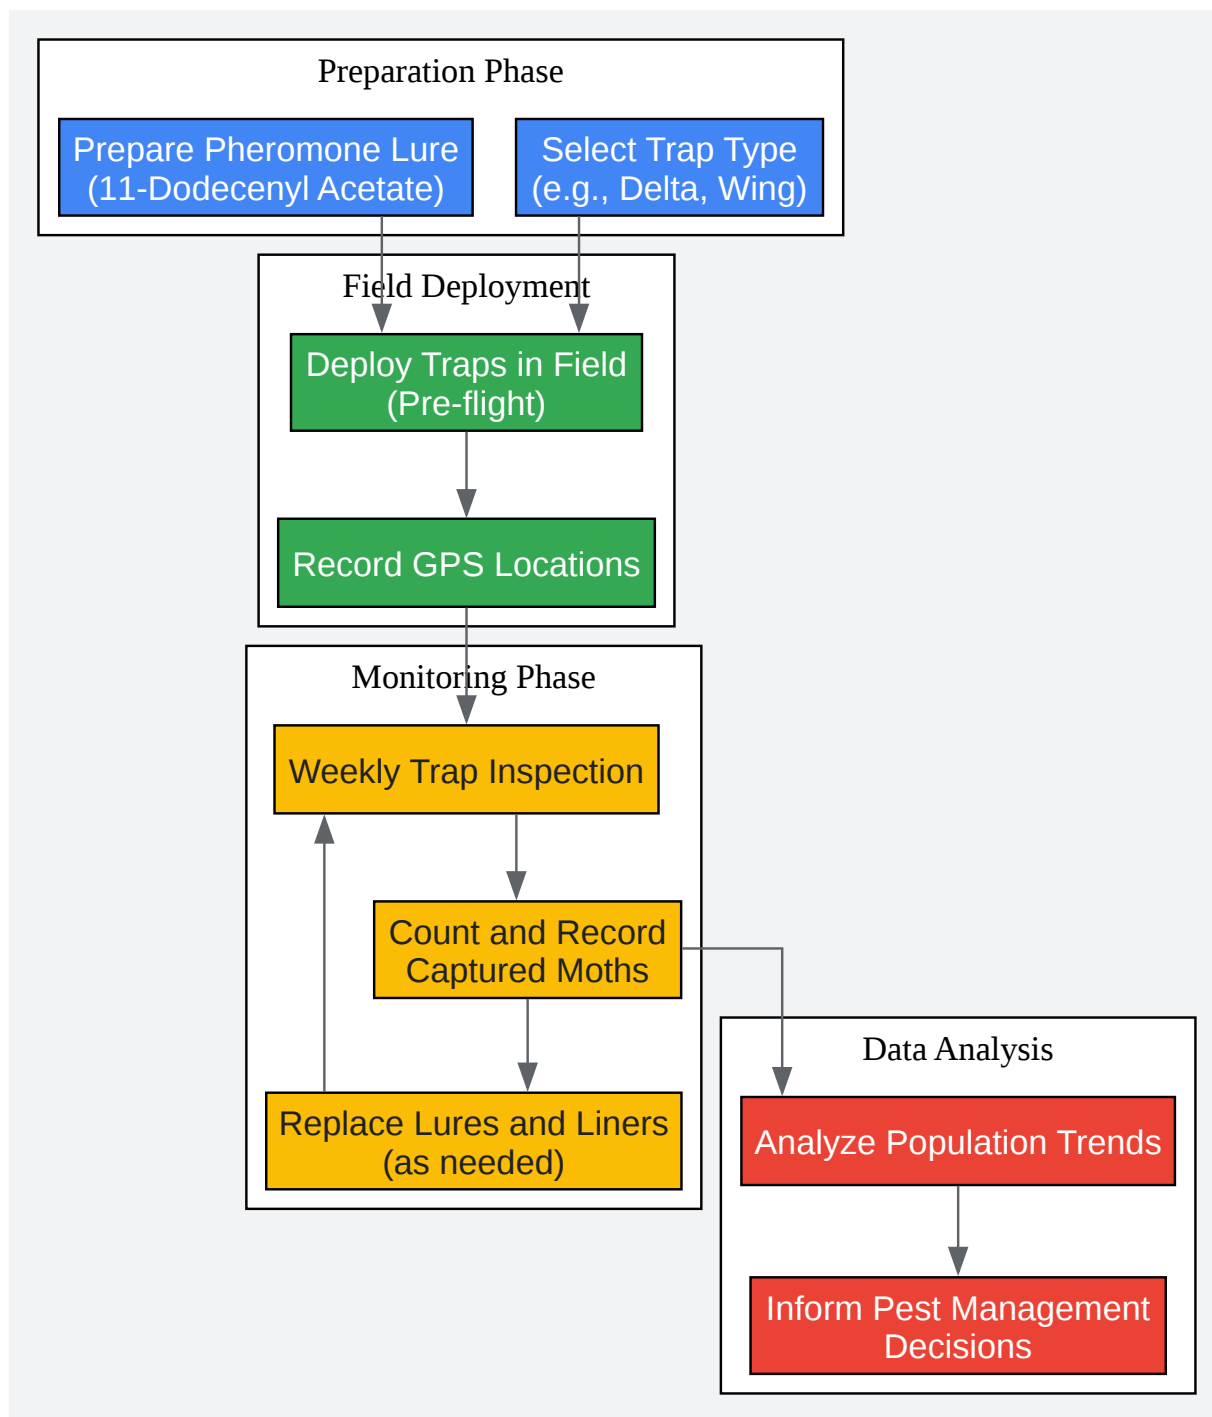 Preparation Phase
Prepare Pheromone Lure
(11-Dodecenyl Acetate)
Select Trap Type
(e.g., Delta, Wing)
Field Deployment
Deploy Traps in Field
(Pre-flight)
Record GPS Locations
Monitoring Phase
Weekly Trap Inspection
Count and Record
Captured Moths
Replace Lures and Liners
(as needed)
Data Analysis
Analyze Population Trends
Inform Pest Management
Decisions